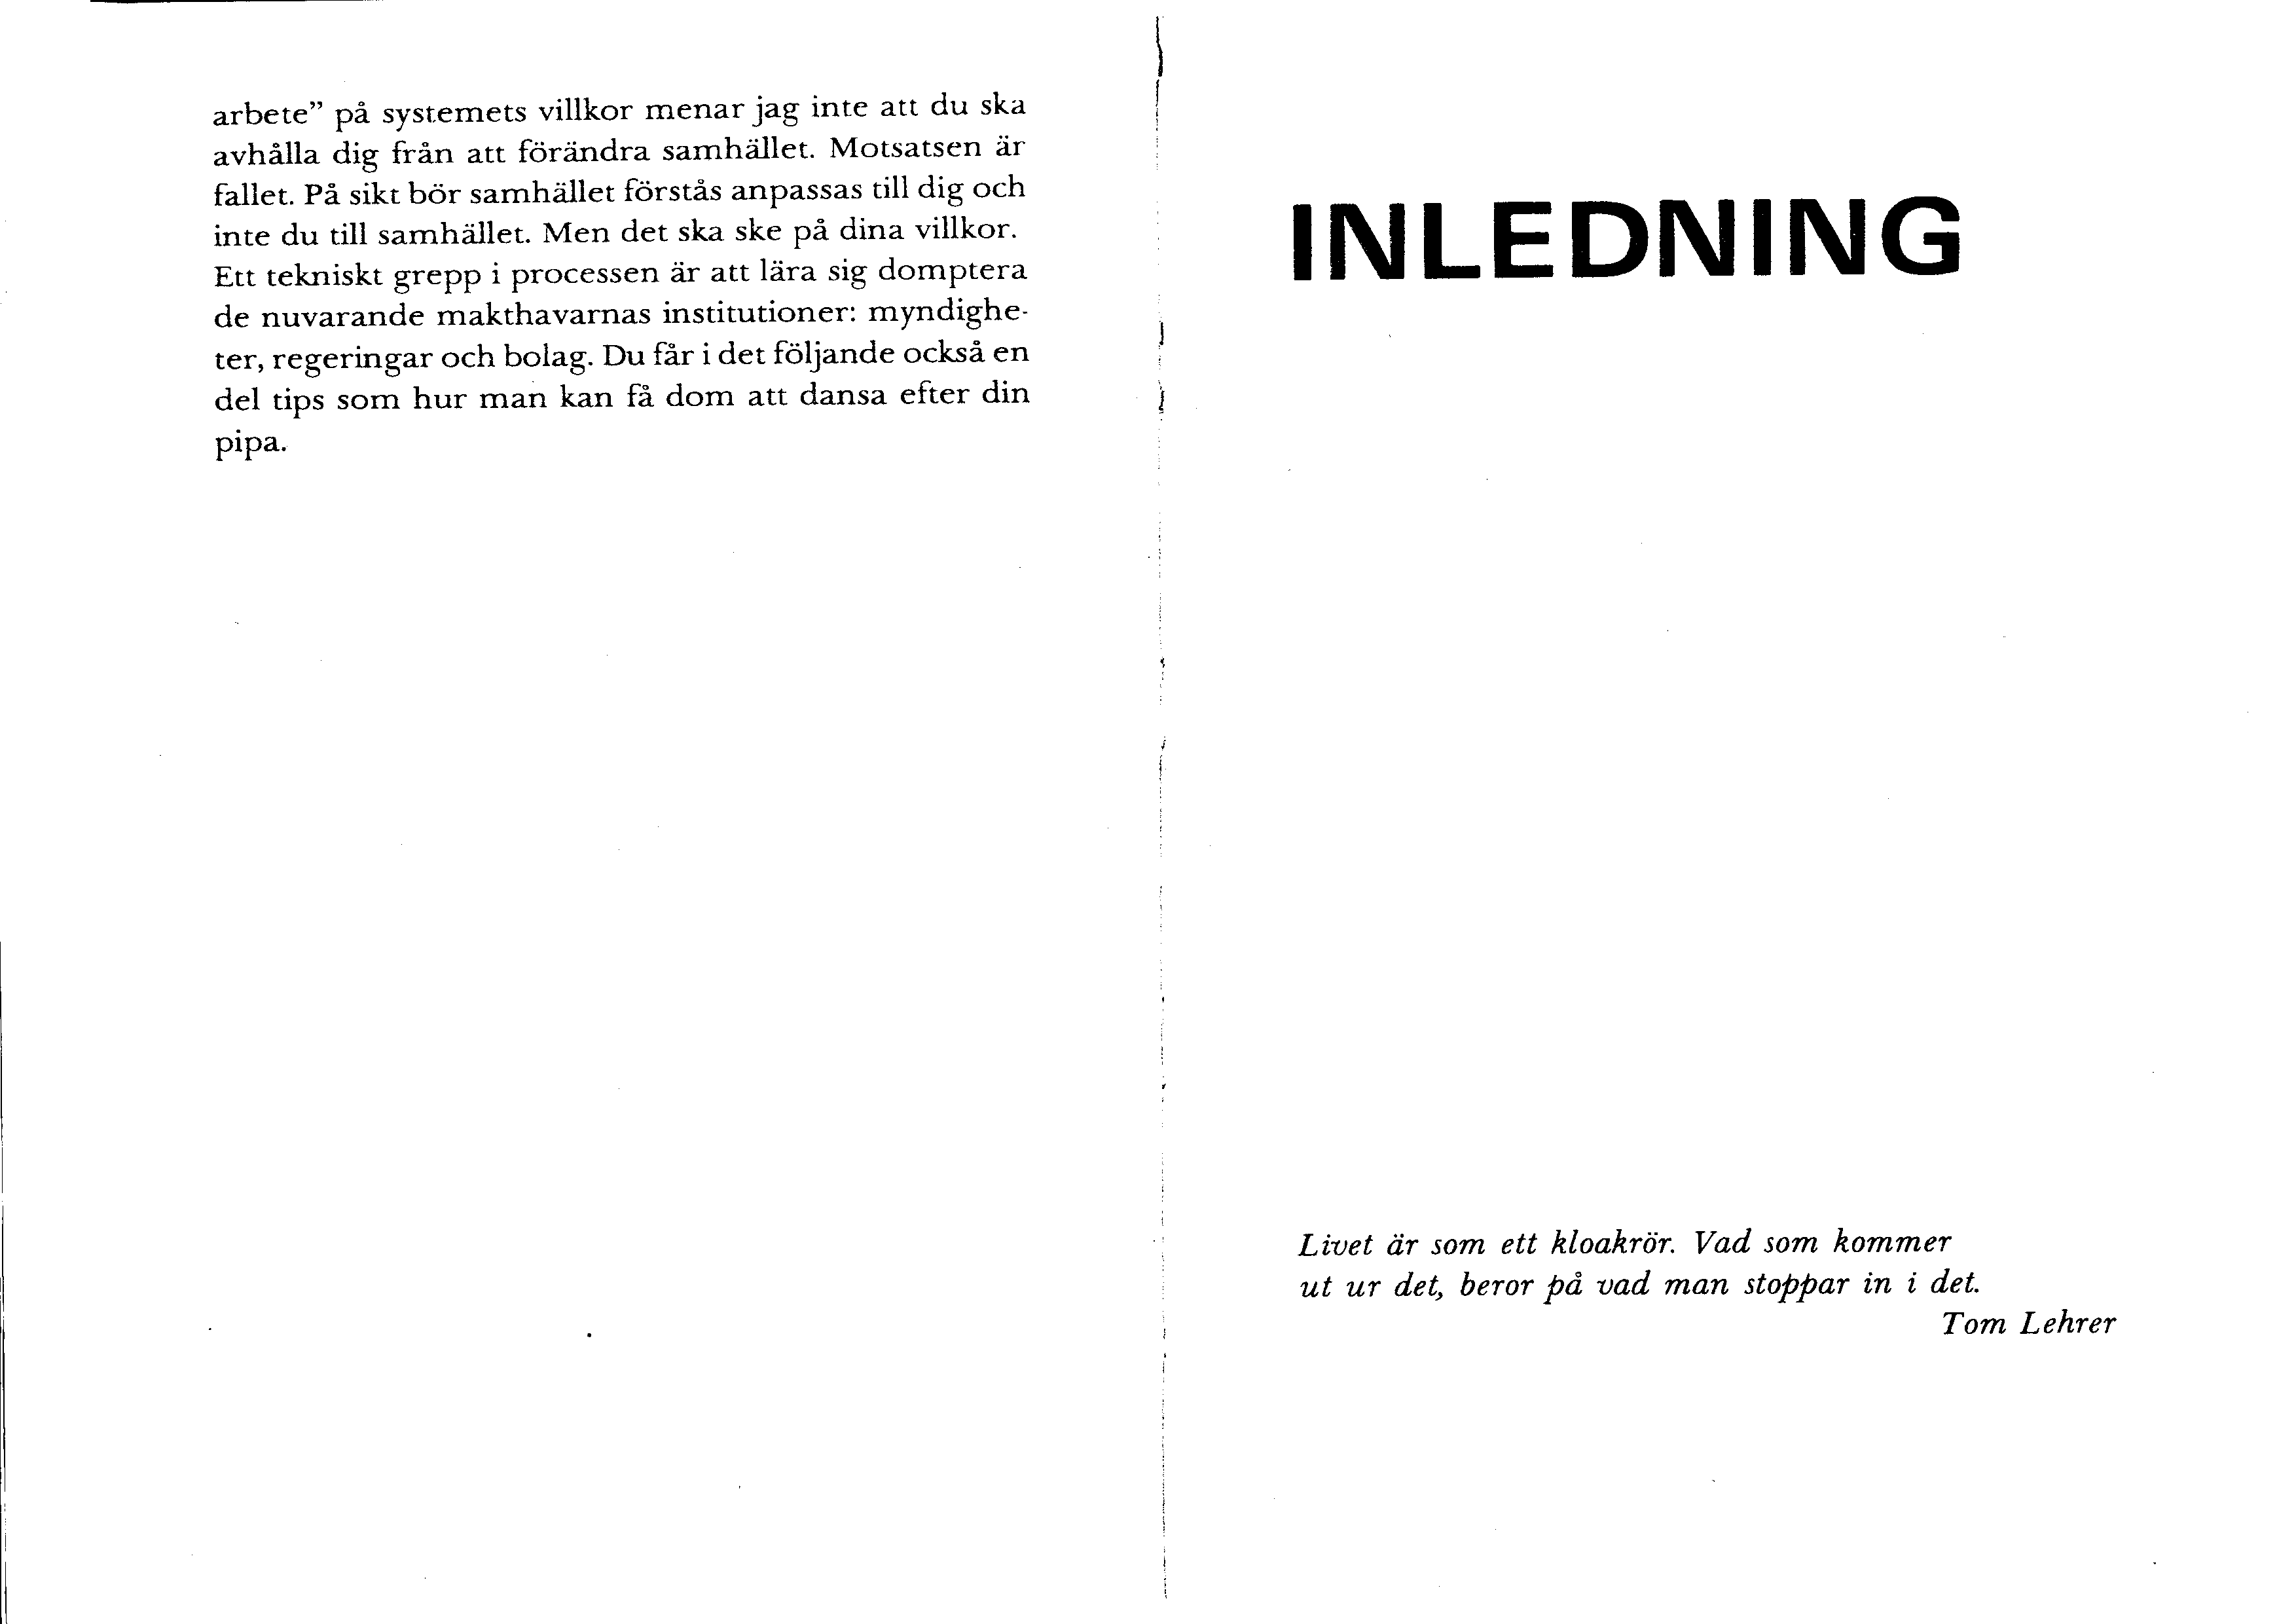 arbete” på systemets villkor menar jag inte att du ska
avhålla dig från att förändra samhället. Motsatsen är
fallet. På sikt bör samhället förstås anpassas till dig och
inte du till samhället. Men det ska ske på dina villkor.
Ett tekniskt grepp i processen är att lära sig domptera
de nuvarande makthavarnas institutioner: myndighe-
ter, regeringar och bolag. Du får i det följande också en
del tips som hur man kan få dom att dansa efter din
pipa.
INLEDNING
Livet är som ett kloakrör. Vad som kommer
ut ur det, beror på vad man stoppar in i det.
Tom Lehrer